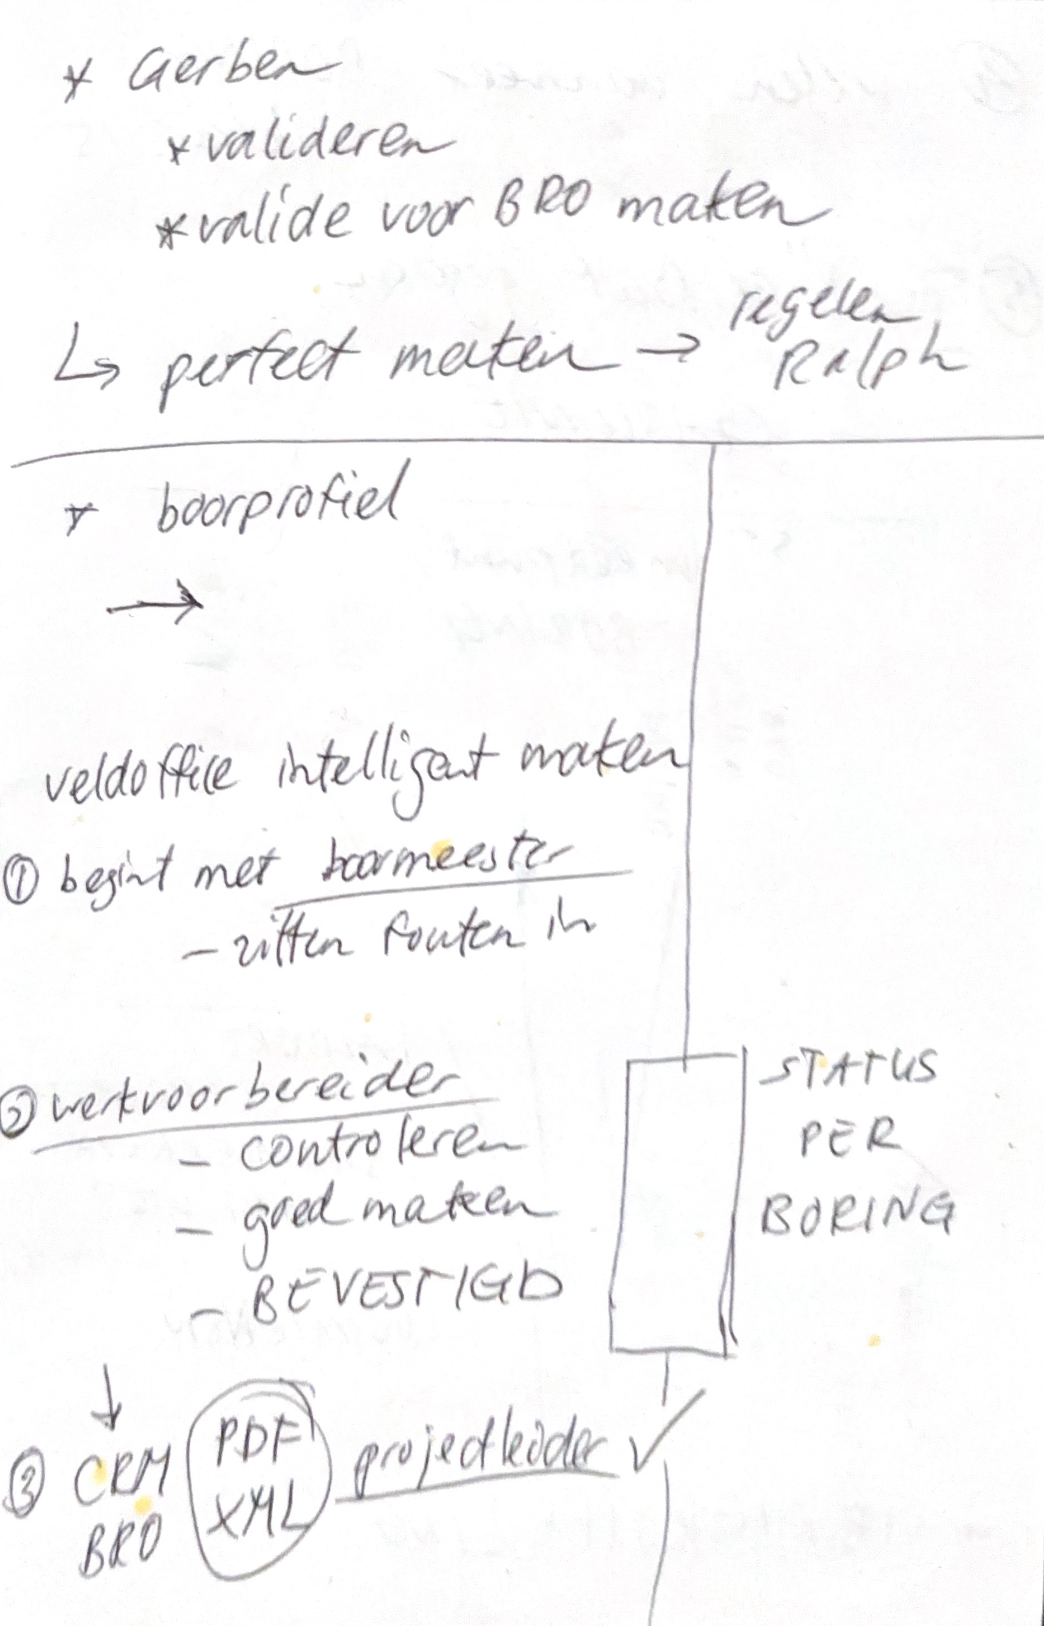 * Gerben
* valideren
* valide voor BRO maken
↳ perfect maken → regelen Ralph
* boorprofiel
→
veldoffice intelligent maken
① begint met boormeester
- zitten fouten in
② werkvoorbereider
- controleren
- goed maken
- BEVESTIGD
STATUS
PER
BORING
↓
③ CRM PDF projectleider ✓
BRO XML